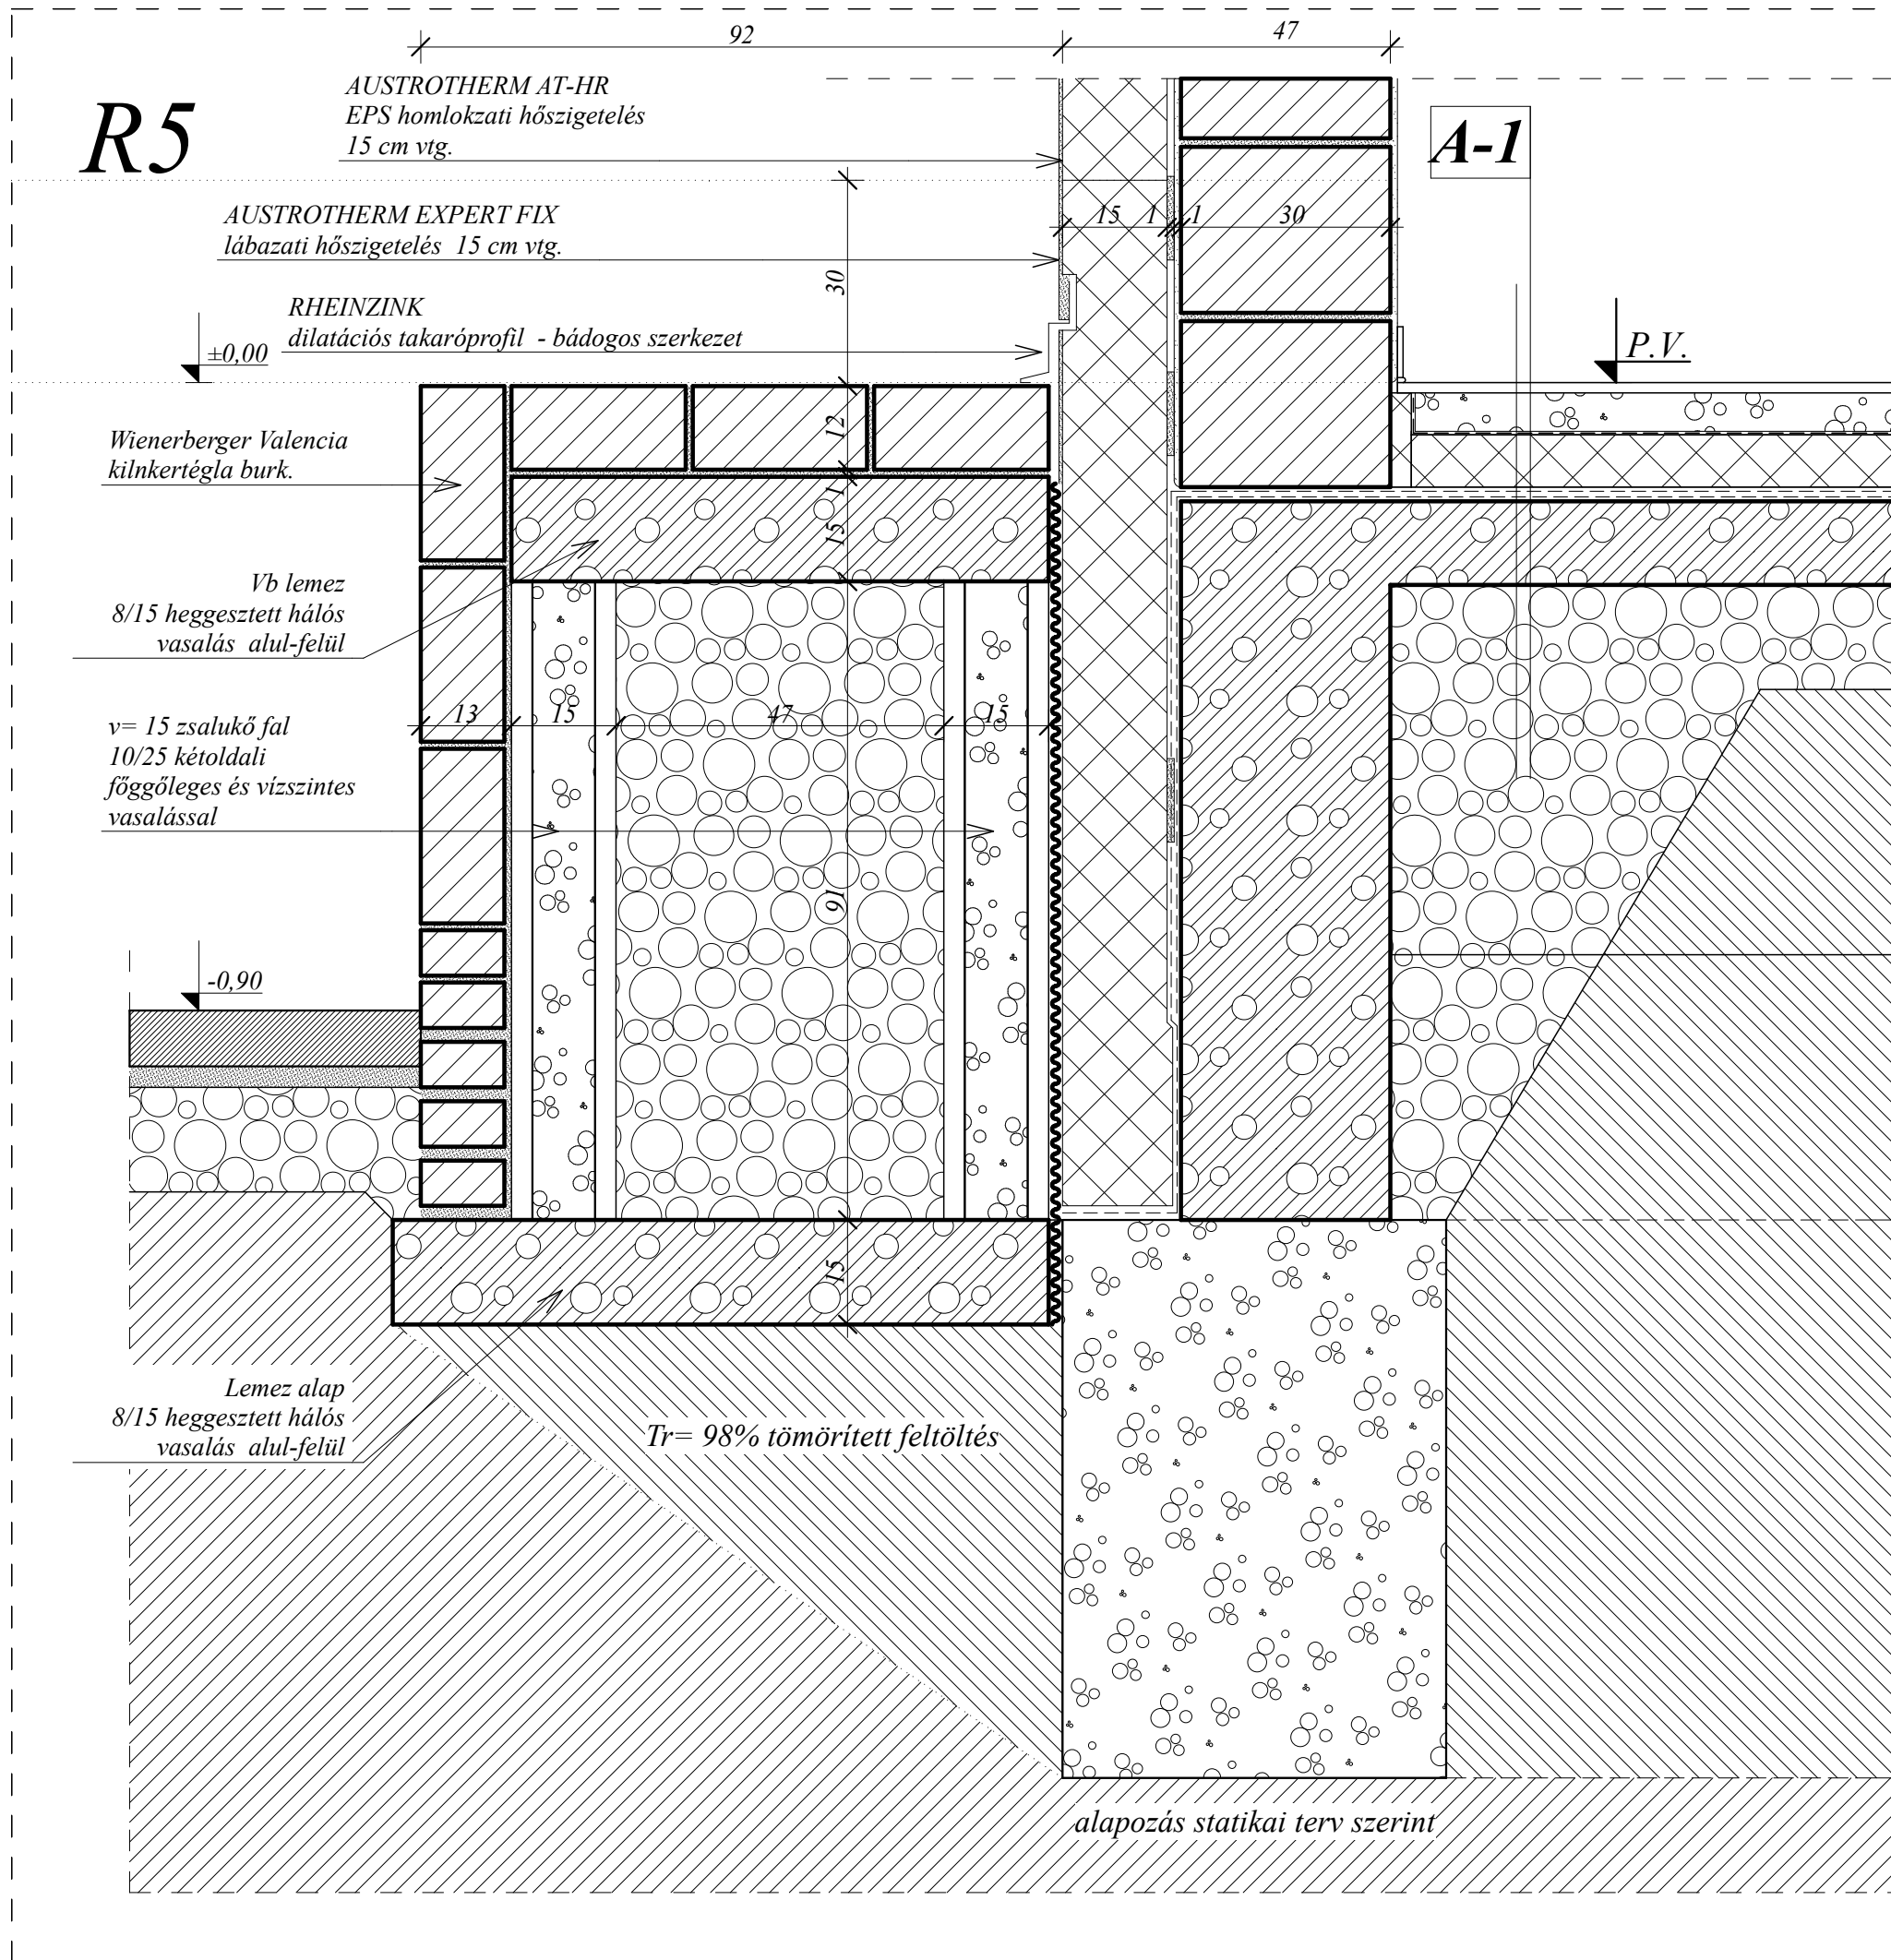 92
47
R5
AUSTROTHERM AT-HR
EPS homlokzati hőszigetelés
15 cm vtg.
A-1
AUSTROTHERM EXPERT FIX
lábazati hőszigetelés 15 cm vtg.
15
1
1
30
30
RHEINZINK
dilatációs takaróprofil - bádogos szerkezet
±0,00
P.V.
Wienerberger Valencia
kilnkertégla burk.
12
1
15
Vb lemez
8/15 heggesztett hálós
vasalás alul-felül
13
15
47
15
v= 15 zsalukő fal
10/25 kétoldali
főggőleges és vízszintes
vasalással
91
-0,90
15
Lemez alap
8/15 heggesztett hálós
vasalás alul-felül
Tr= 98% tömörített feltöltés
alapozás statikai terv szerint